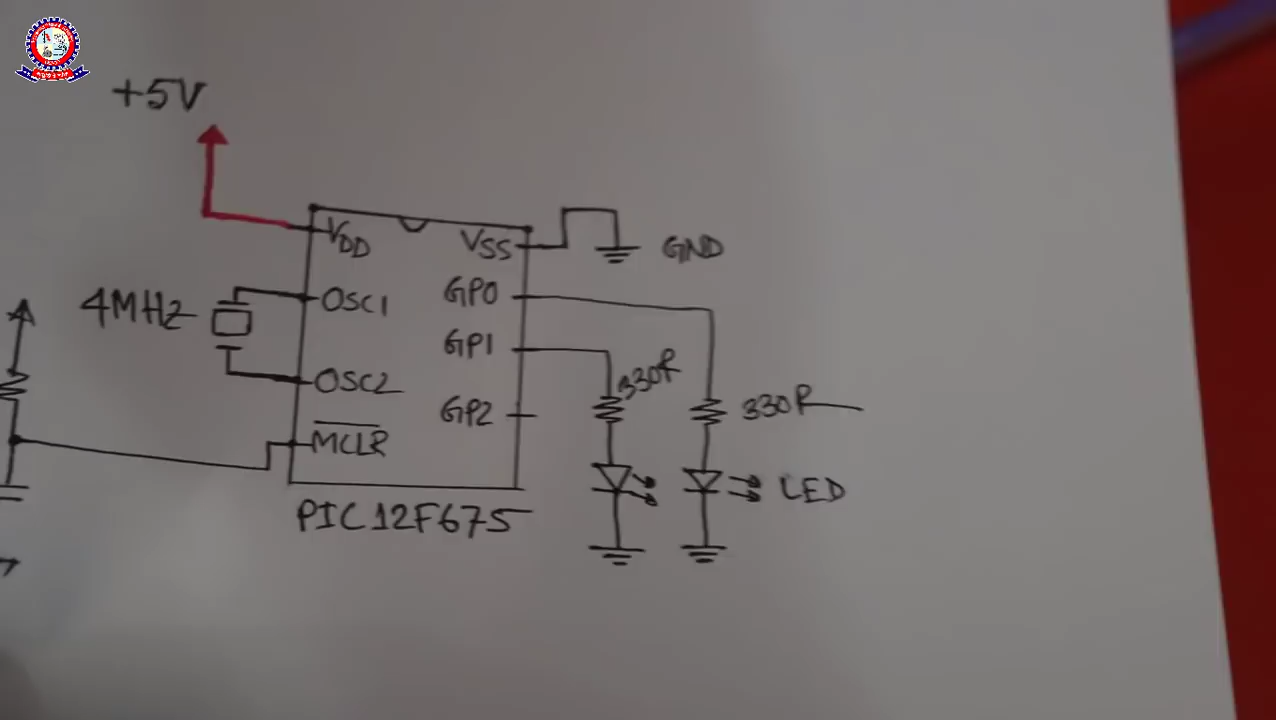 +5V
VDD
VSS
GND
4MHz
OSC1
GP0
GP1
330R
OSC2
GP2
330R
MCLR
LED
PIC12F675